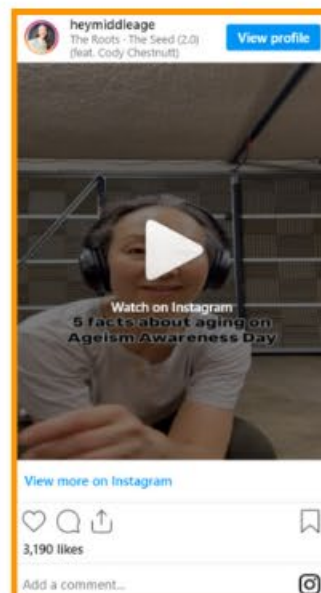 heymiddleage
The Roots · The Seed (2.0)
(feat. Cody Chestnutt)
View profile
Watch on Instagram
5 facts about aging on
Ageism Awareness Day
View more on Instagram
3,190 likes
Add a comment...